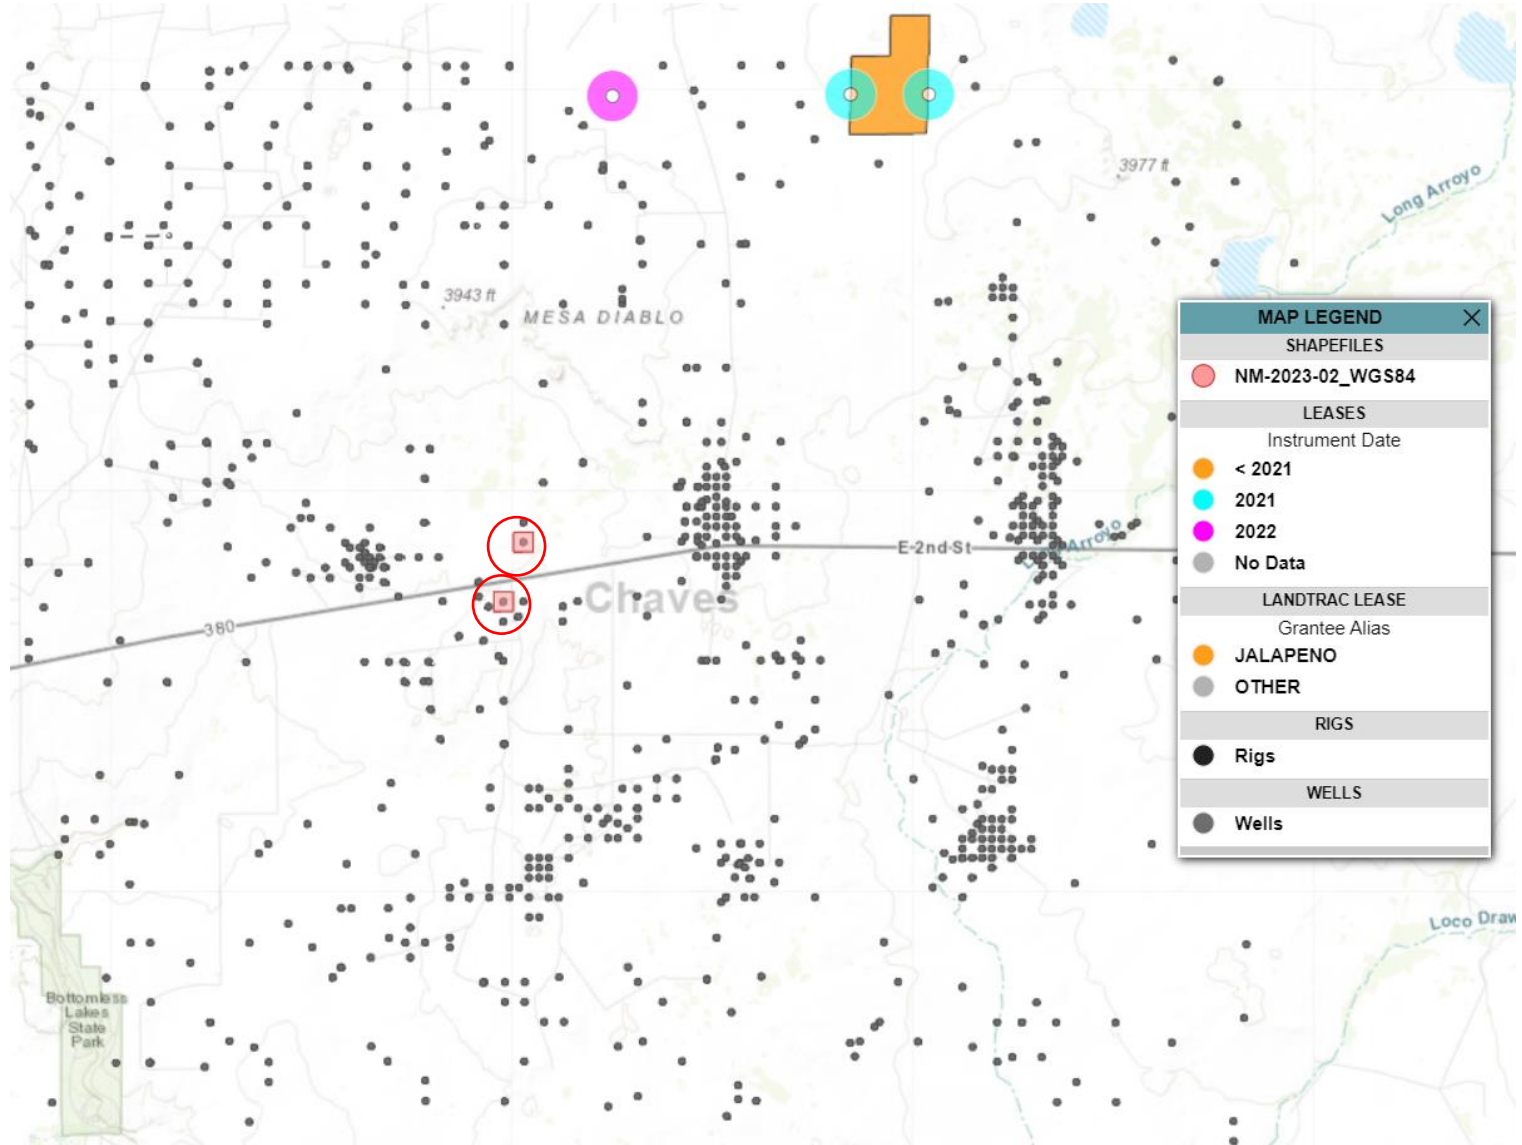 3977 ft
Long Arroyo
3943 ft
MESA DIABLO
MAP LEGEND
SHAPEFILES
NM-2023-02_WGS84
LEASES
Instrument Date
< 2021
2021
2022
No Data
LANDTRAC LEASE
Grantee Alias
JALAPENO
OTHER
RIGS
Rigs
WELLS
Wells
E 2nd St
Arroyo
Chaves
380
Loco Draw
Bottomless
Lakes
State
Park